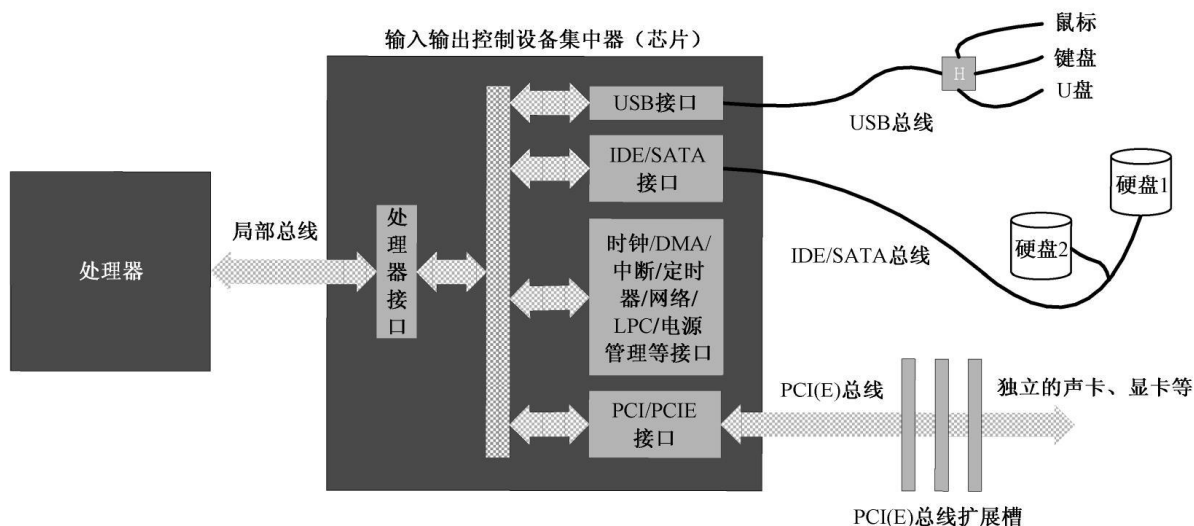 输入输出控制设备集中器（芯片）
鼠标
键盘
U盘
H
USB总线
USB接口
IDE/SATA
接口
硬盘1
硬盘2
IDE/SATA总线
处理器
局部总线
处
理
器
接
口
时钟/DMA/
中断/定时
器/网络/
LPC/电源
管理等接口
PCI/PCIE
接口
PCI(E)总线
独立的声卡、显卡等
PCI(E)总线扩展槽